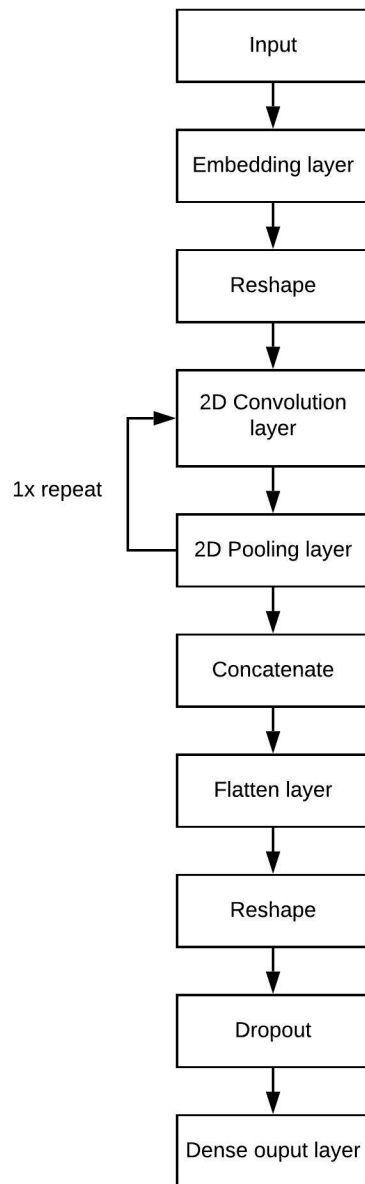 Input
Embedding layer
Reshape
2D Convolution
layer
1x repeat
2D Pooling layer
Concatenate
Flatten layer
Reshape
Dropout
Dense ouput layer